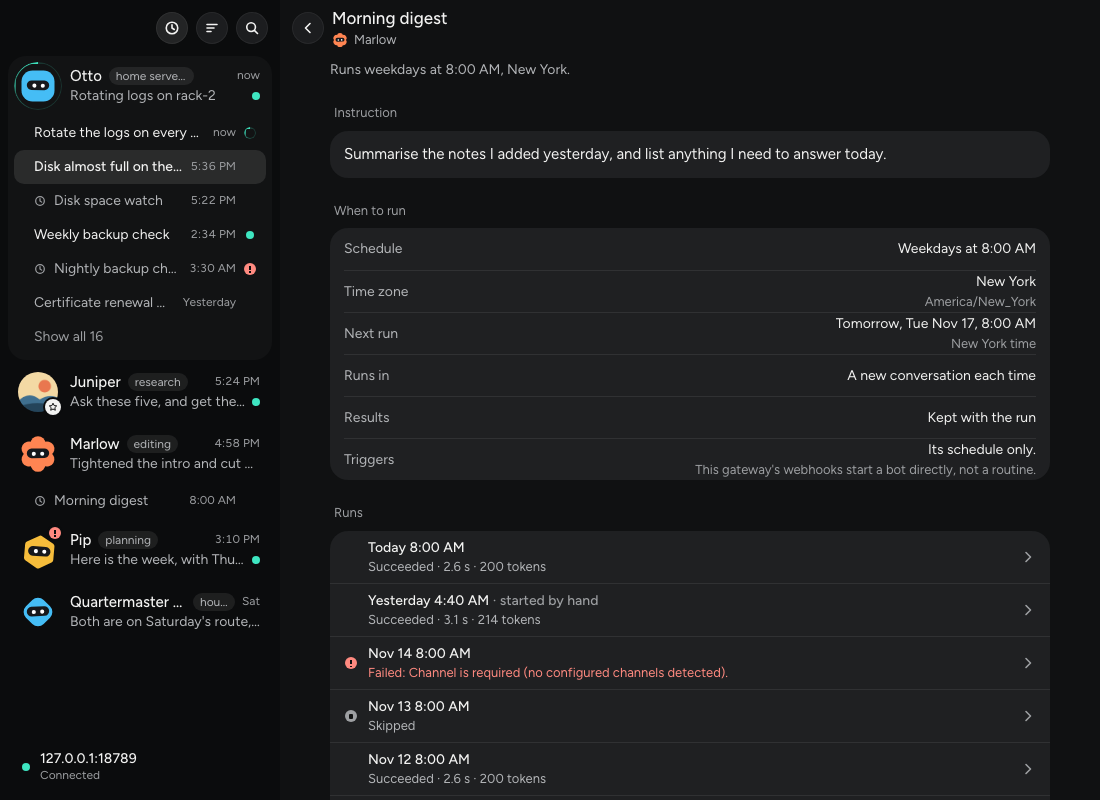 Otto home serve... now
Rotating logs on rack-2
Rotate the logs on every ... now
Disk almost full on the... 5:36 PM
Disk space watch 5:22 PM
Weekly backup check 2:34 PM
Nightly backup ch... 3:30 AM
Certificate renewal ... Yesterday
Show all 16
Juniper research 5:24 PM
Ask these five, and get the...
Marlow editing 4:58 PM
Tightened the intro and cut ...
Morning digest 8:00 AM
Pip planning 3:10 PM
Here is the week, with Thu...
Quartermaster ... hou... Sat
Both are on Saturday's route,...
127.0.0.1:18789
Connected
Morning digest
Marlow
Runs weekdays at 8:00 AM, New York.
Instruction
Summarise the notes I added yesterday, and list anything I need to answer today.
When to run
Schedule Weekdays at 8:00 AM
Time zone New York
America/New_York
Next run Tomorrow, Tue Nov 17, 8:00 AM
New York time
Runs in A new conversation each time
Results Kept with the run
Triggers Its schedule only.
This gateway's webhooks start a bot directly, not a routine.
Runs
Today 8:00 AM
Succeeded · 2.6 s · 200 tokens
Yesterday 4:40 AM · started by hand
Succeeded · 3.1 s · 214 tokens
Nov 14 8:00 AM
Failed: Channel is required (no configured channels detected).
Nov 13 8:00 AM
Skipped
Nov 12 8:00 AM
Succeeded · 2.6 s · 200 tokens